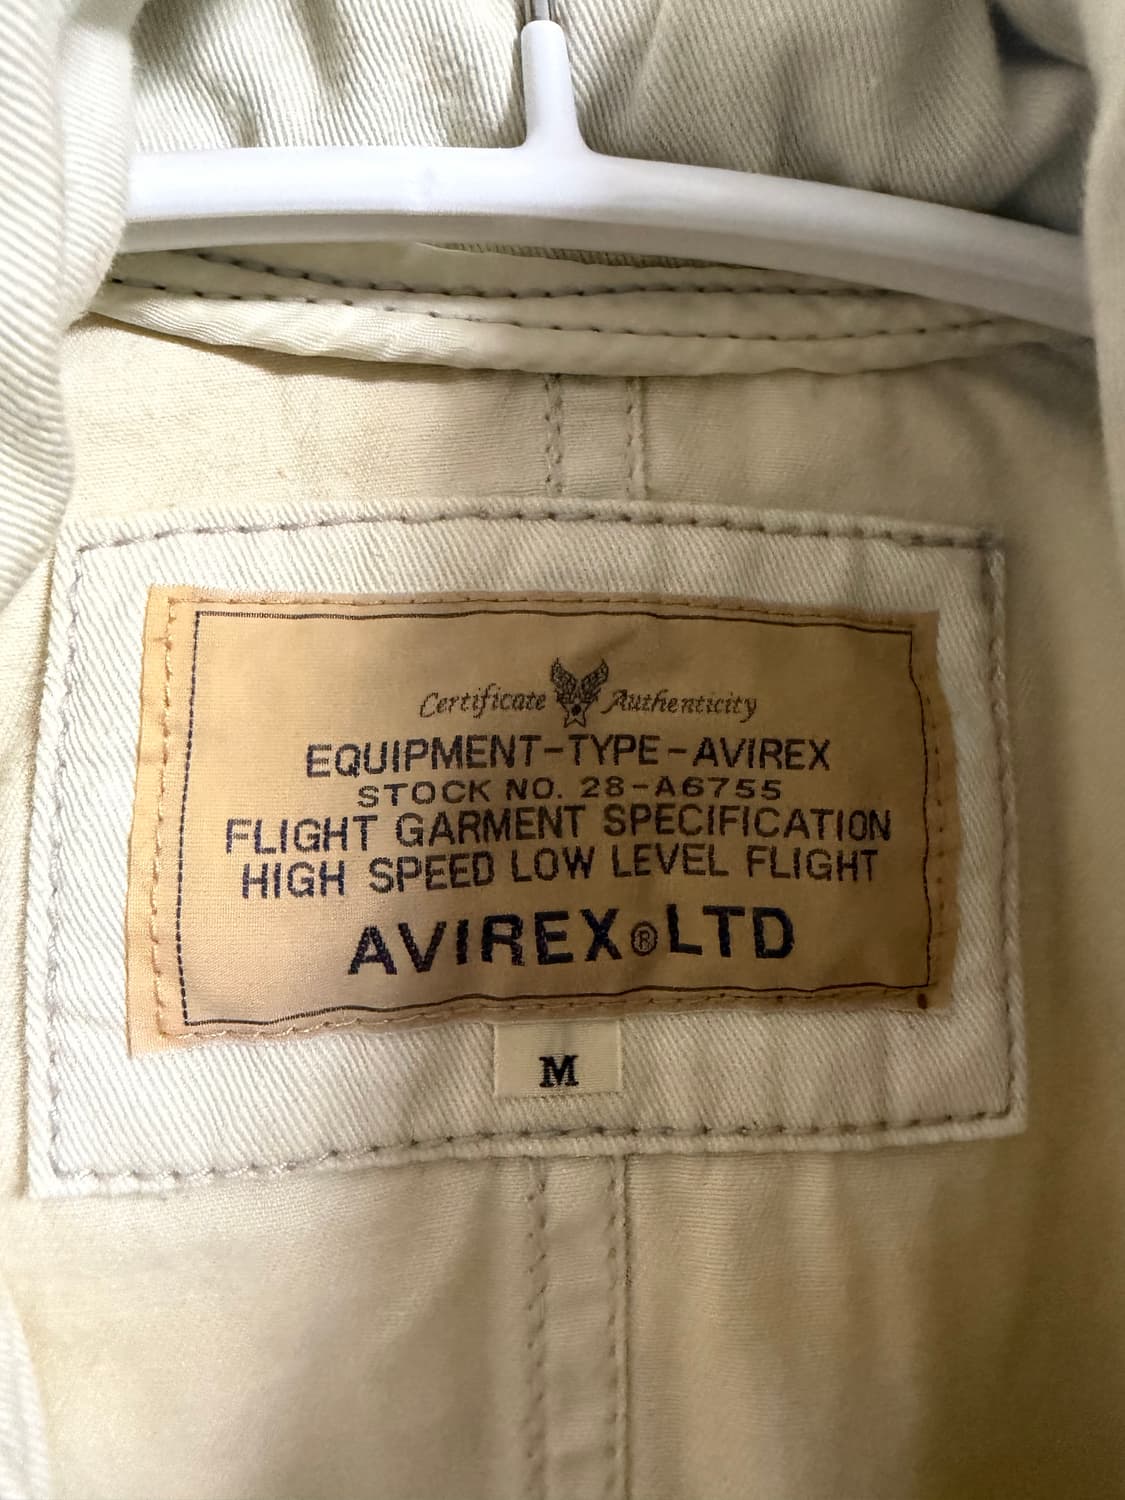 Certificate Authenticity
EQUIPMENT-TYPE-AVIREX
STOCK NO. 28-A6755
FLIGHT GARMENT SPECIFICATION
HIGH SPEED LOW LEVEL FLIGHT
AVIREX®LTD
M